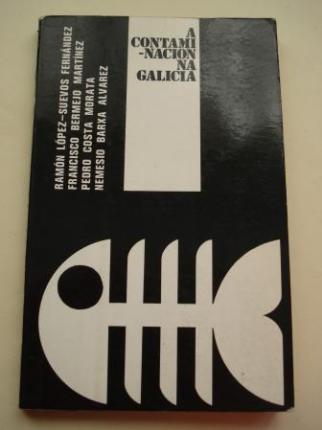 A
CONTAMI
-NACION
NA
GALICIA
RAMÓN LÓPEZ-SUEVOS FERNÁNDEZ
FRANCISCO BERMEJO MARTÍNEZ
PEDRO COSTA MORATA
NEMESIO BARXA ALVAREZ